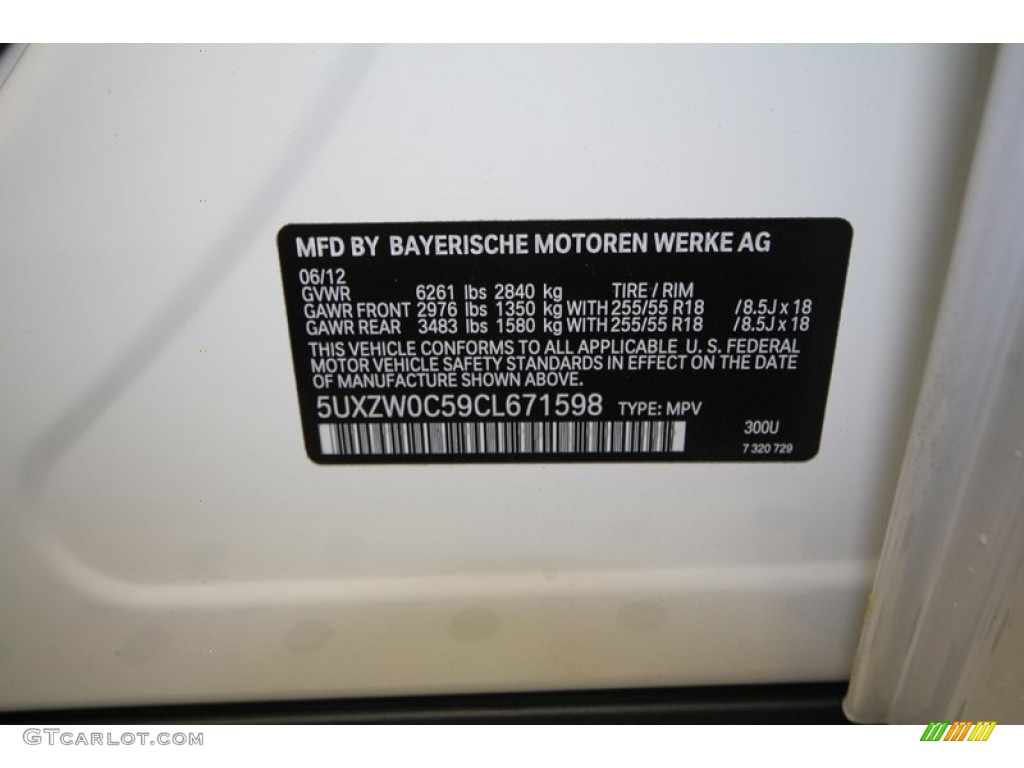 MFD BY BAYERISCHE MOTOREN WERKE AG
06/12
GVWR 6261 lbs 2840 kg TIRE / RIM
GAWR FRONT 2976 lbs 1350 kg WITH 255/55 R18 /8.5J x 18
GAWR REAR 3483 lbs 1580 kg WITH 255/55 R18 /8.5J x 18
THIS VEHICLE CONFORMS TO ALL APPLICABLE U. S. FEDERAL
MOTOR VEHICLE SAFETY STANDARDS IN EFFECT ON THE DATE
OF MANUFACTURE SHOWN ABOVE.
5UXZW0C59CL671598 TYPE: MPV
300U
7 320 729
GTCARLOT.COM